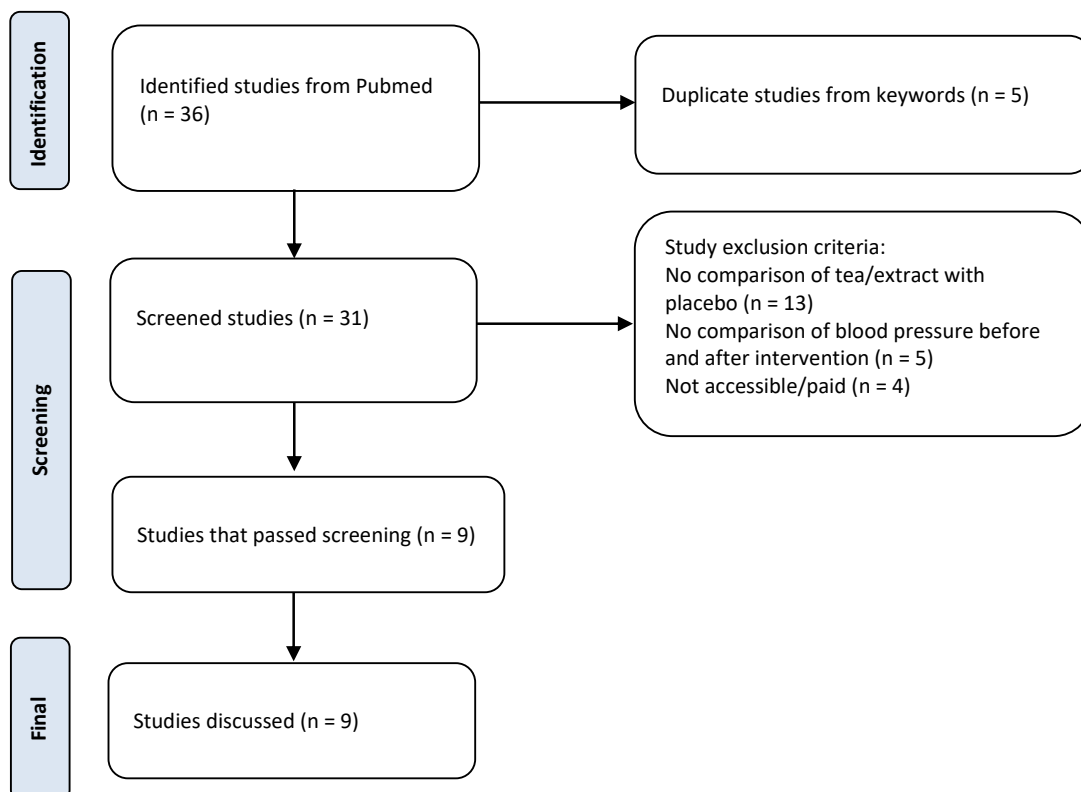 Identification
Identified studies from Pubmed
(n = 36)
Duplicate studies from keywords (n = 5)
Screening
Screened studies (n = 31)
Study exclusion criteria:
No comparison of tea/extract with
placebo (n = 13)
No comparison of blood pressure before
and after intervention (n = 5)
Not accessible/paid (n = 4)
Studies that passed screening (n = 9)
Final
Studies discussed (n = 9)